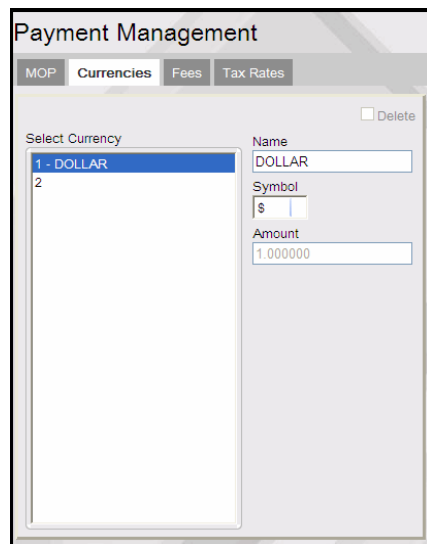 Payment Management
MOP Currencies Fees Tax Rates
Delete
Select Currency
1 - DOLLAR
2
Name
DOLLAR
Symbol
$
Amount
1.000000